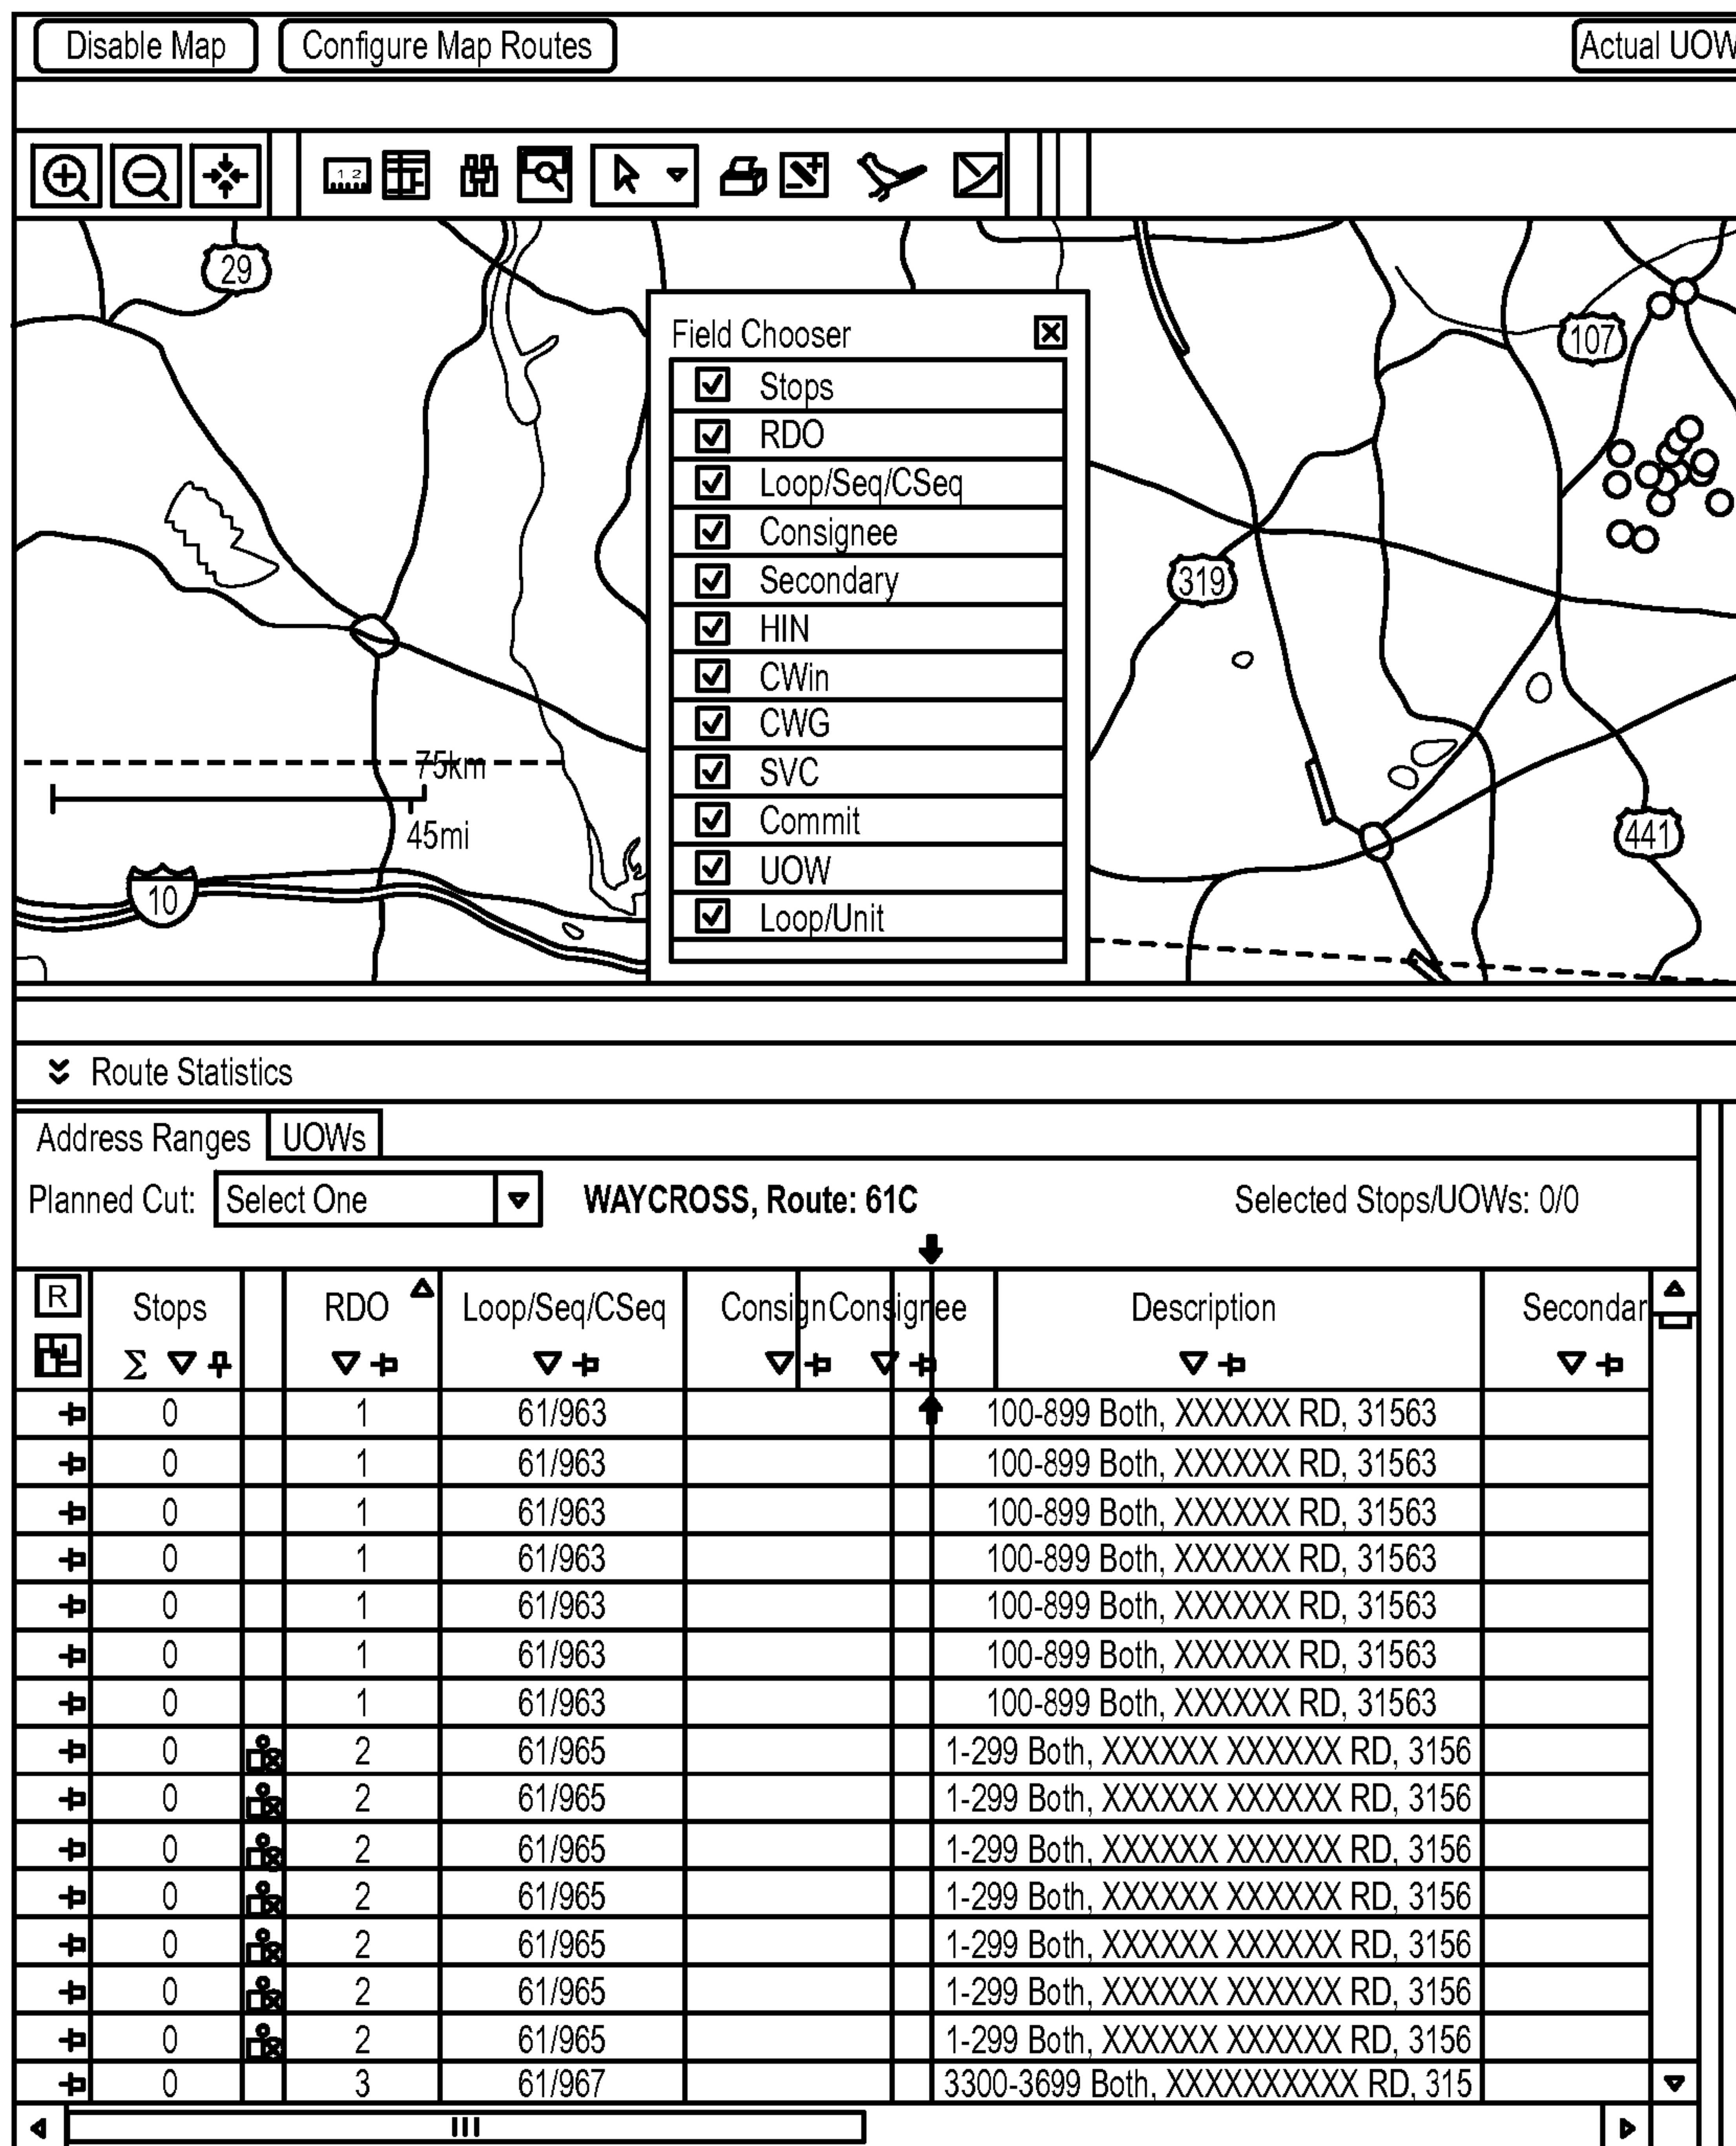 Disable Map Configure Map Routes Actual UOW
1 2
29
107
Field Chooser
Stops
RDO
Loop/Seq/CSeq
Consignee
Secondary
HIN
CWin
CWG
SVC
Commit
UOW
Loop/Unit
319
75km
45mi
441
10
Route Statistics
Address Ranges UOWs
Planned Cut: Select One WAYCROSS, Route: 61C Selected Stops/UOWs: 0/0
R Stops RDO Loop/Seq/CSeq Consign Consignee Description Secondar
Σ
0 1 61/963 100-899 Both, XXXXXX RD, 31563
0 1 61/963 100-899 Both, XXXXXX RD, 31563
0 1 61/963 100-899 Both, XXXXXX RD, 31563
0 1 61/963 100-899 Both, XXXXXX RD, 31563
0 1 61/963 100-899 Both, XXXXXX RD, 31563
0 1 61/963 100-899 Both, XXXXXX RD, 31563
0 1 61/963 100-899 Both, XXXXXX RD, 31563
0 2 61/965 1-299 Both, XXXXXX XXXXXX RD, 3156
0 2 61/965 1-299 Both, XXXXXX XXXXXX RD, 3156
0 2 61/965 1-299 Both, XXXXXX XXXXXX RD, 3156
0 2 61/965 1-299 Both, XXXXXX XXXXXX RD, 3156
0 2 61/965 1-299 Both, XXXXXX XXXXXX RD, 3156
0 2 61/965 1-299 Both, XXXXXX XXXXXX RD, 3156
0 2 61/965 1-299 Both, XXXXXX XXXXXX RD, 3156
0 3 61/967 3300-3699 Both, XXXXXXXXXX RD, 315